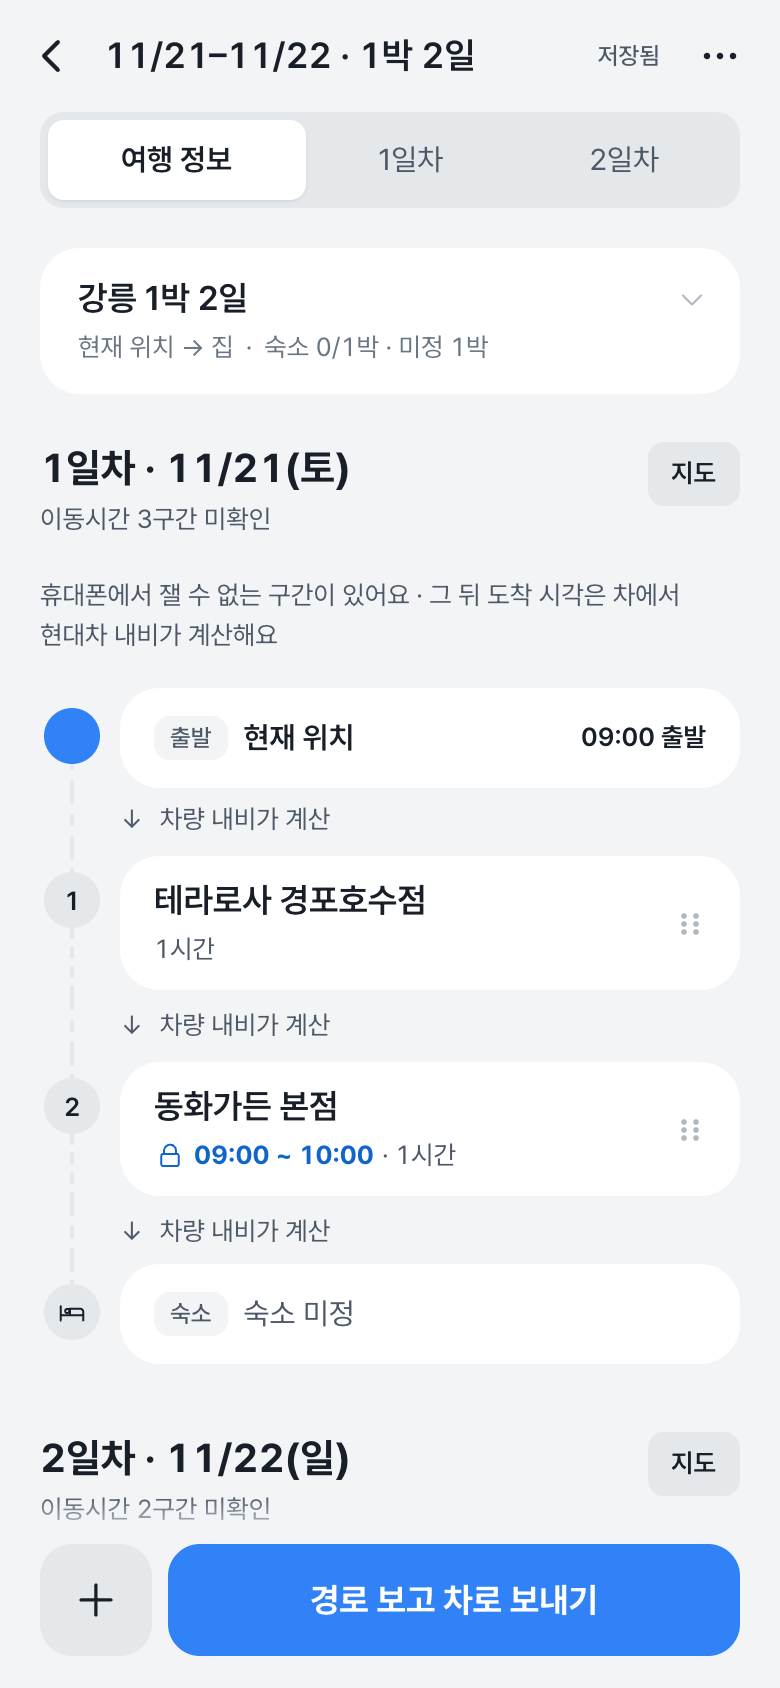 11/21–11/22 · 1박 2일
저장됨
여행 정보
1일차
2일차
강릉 1박 2일
현재 위치 → 집 · 숙소 0/1박 · 미정 1박
1일차 · 11/21(토)
지도
이동시간 3구간 미확인
휴대폰에서 잴 수 없는 구간이 있어요 · 그 뒤 도착 시각은 차에서
현대차 내비가 계산해요
출발 현재 위치 09:00 출발
↓ 차량 내비가 계산
1
테라로사 경포호수점
1시간
↓ 차량 내비가 계산
2
동화가든 본점
09:00 ~ 10:00 · 1시간
↓ 차량 내비가 계산
숙소 숙소 미정
2일차 · 11/22(일)
지도
이동시간 2구간 미확인
경로 보고 차로 보내기